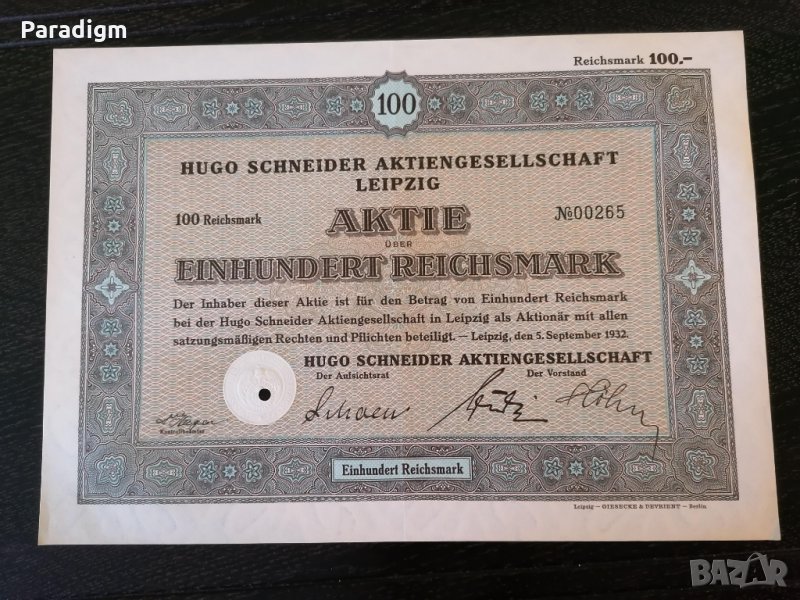 Paradigm
Reichsmark 100.–
100
HUGO SCHNEIDER AKTIENGESELLSCHAFT
LEIPZIG
100 Reichsmark
AKTIE
№00265
ÜBER
EINHUNDERT REICHSMARK
Der Inhaber dieser Aktie ist für den Betrag von Einhundert Reichsmark
bei der Hugo Schneider Aktiengesellschaft in Leipzig als Aktionär mit allen
satzungsmäßigen Rechten und Pflichten beteiligt. — Leipzig, den 5. September 1932.
HUGO SCHNEIDER AKTIENGESELLSCHAFT
Der Aufsichtsrat
Der Vorstand
Kontrollbeamter
Einhundert Reichsmark
Leipzig — GIESECKE & DEVRIENT — Berlin
BAZAR